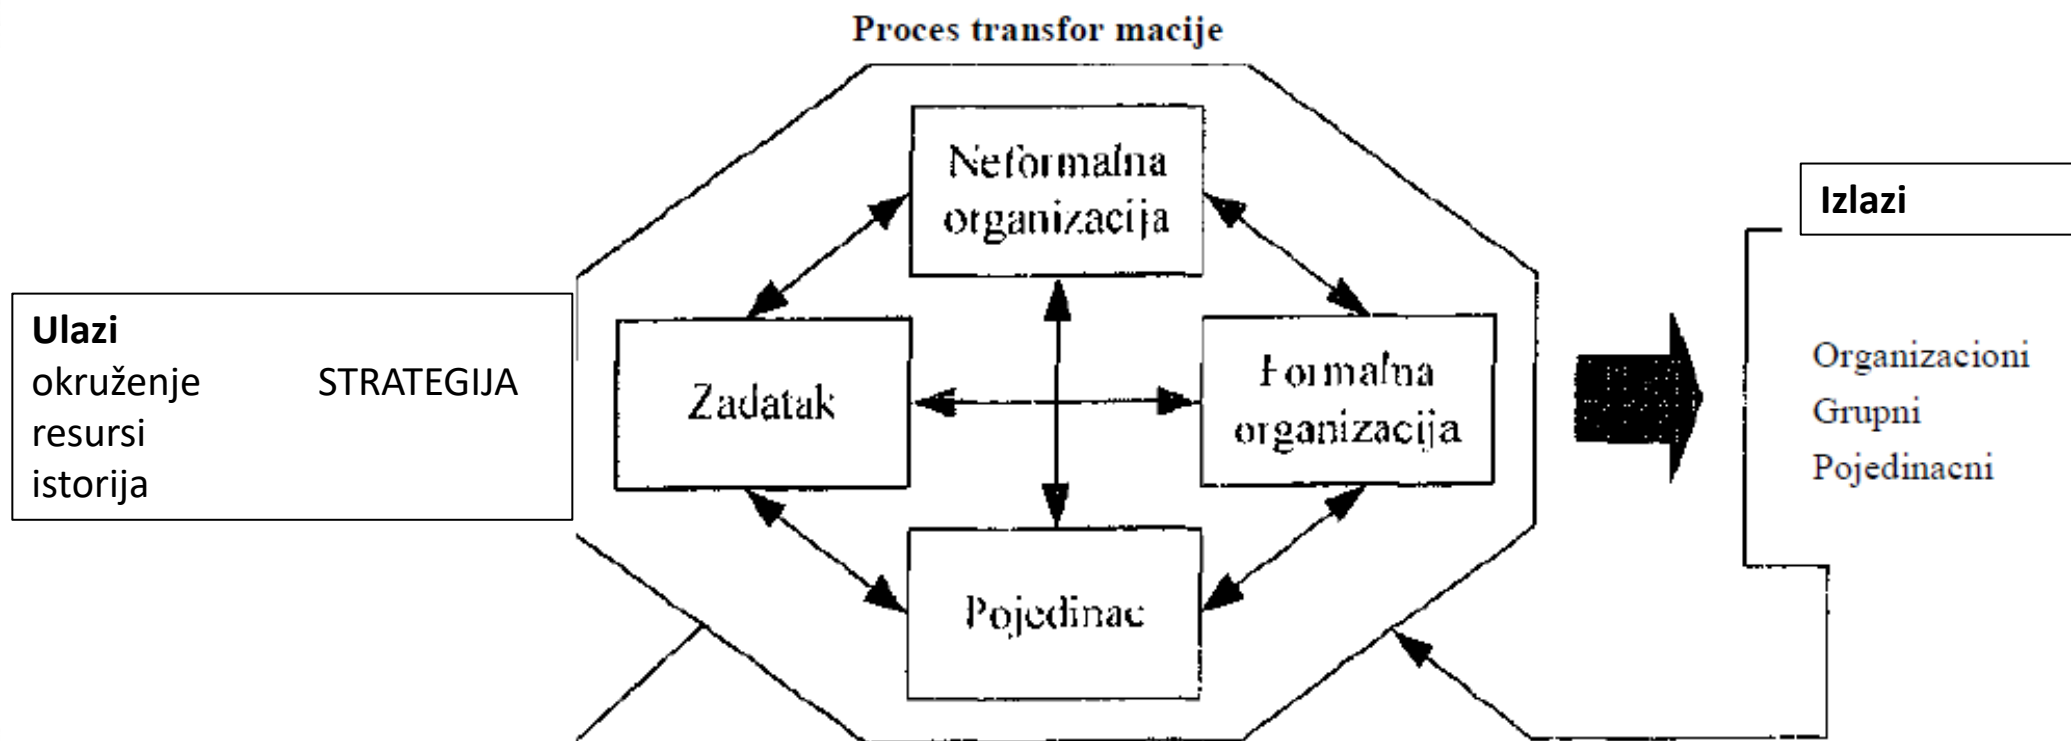 Proces transfor macije
Neformalna
organizacija
Izlazi
Ulazi
okruženje STRATEGIJA
resursi
istorija
Zadatak
Formalna
organizacija
Organizacioni
Grupni
Pojedinacni
Pojedinac